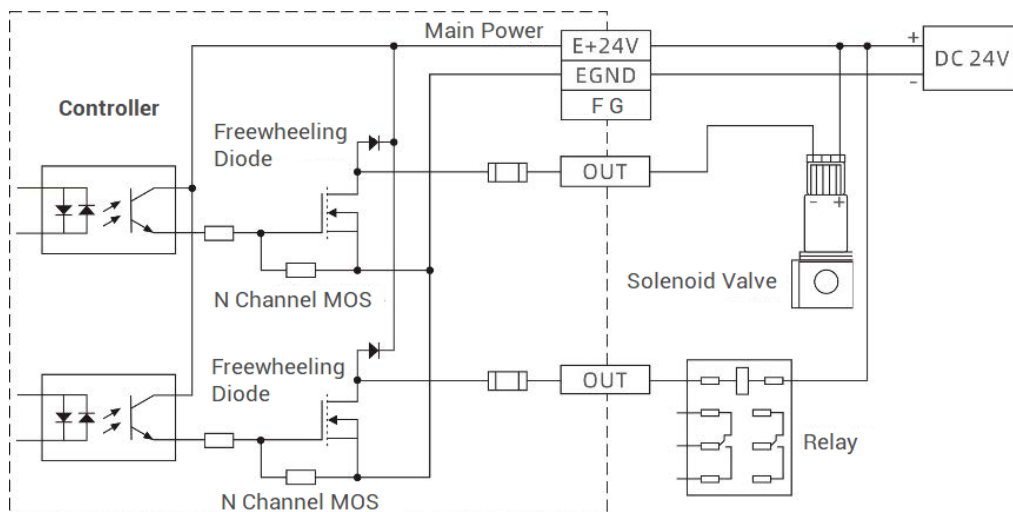 Main Power
E+24V
+
DC 24V
EGND
-
F G
Controller
Freewheeling
Diode
OUT
- +
Solenoid Valve
N Channel MOS
Freewheeling
Diode
OUT
Relay
N Channel MOS